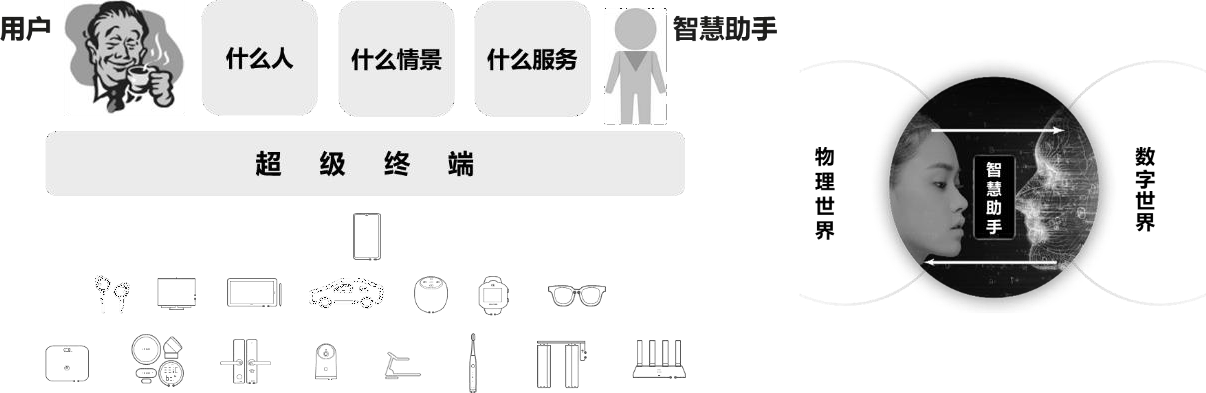 用户
什么人
什么情景
什么服务
智慧助手
超级终端
物理世界
智慧助手
数字世界